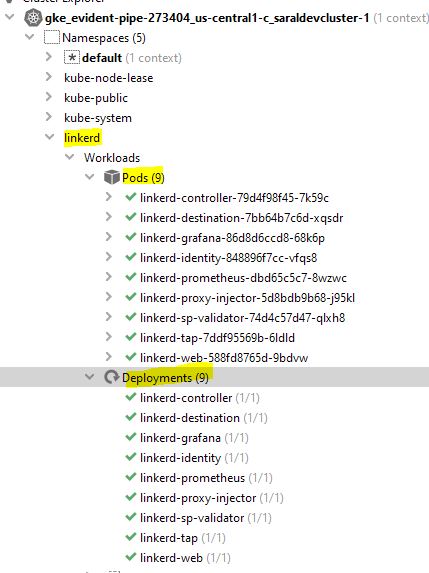 Cluster Explorer
gke_evident-pipe-273404_us-central1-c_saraldevcluster-1 (1 context)
Namespaces (5)
default (1 context)
kube-node-lease
kube-public
kube-system
linkerd
Workloads
Pods (9)
linkerd-controller-79d4f98f45-7k59c
linkerd-destination-7bb64b7c6d-xqsdr
linkerd-grafana-86d8d6ccd8-68k6p
linkerd-identity-848896f7cc-vfqs8
linkerd-prometheus-dbd65c5c7-8wzwc
linkerd-proxy-injector-5d8bdb9b68-j95kl
linkerd-sp-validator-74d4c57d47-qlxh8
linkerd-tap-7ddf95569b-6ldld
linkerd-web-588fd8765d-9bdvw
Deployments (9)
linkerd-controller (1/1)
linkerd-destination (1/1)
linkerd-grafana (1/1)
linkerd-identity (1/1)
linkerd-prometheus (1/1)
linkerd-proxy-injector (1/1)
linkerd-sp-validator (1/1)
linkerd-tap (1/1)
linkerd-web (1/1)